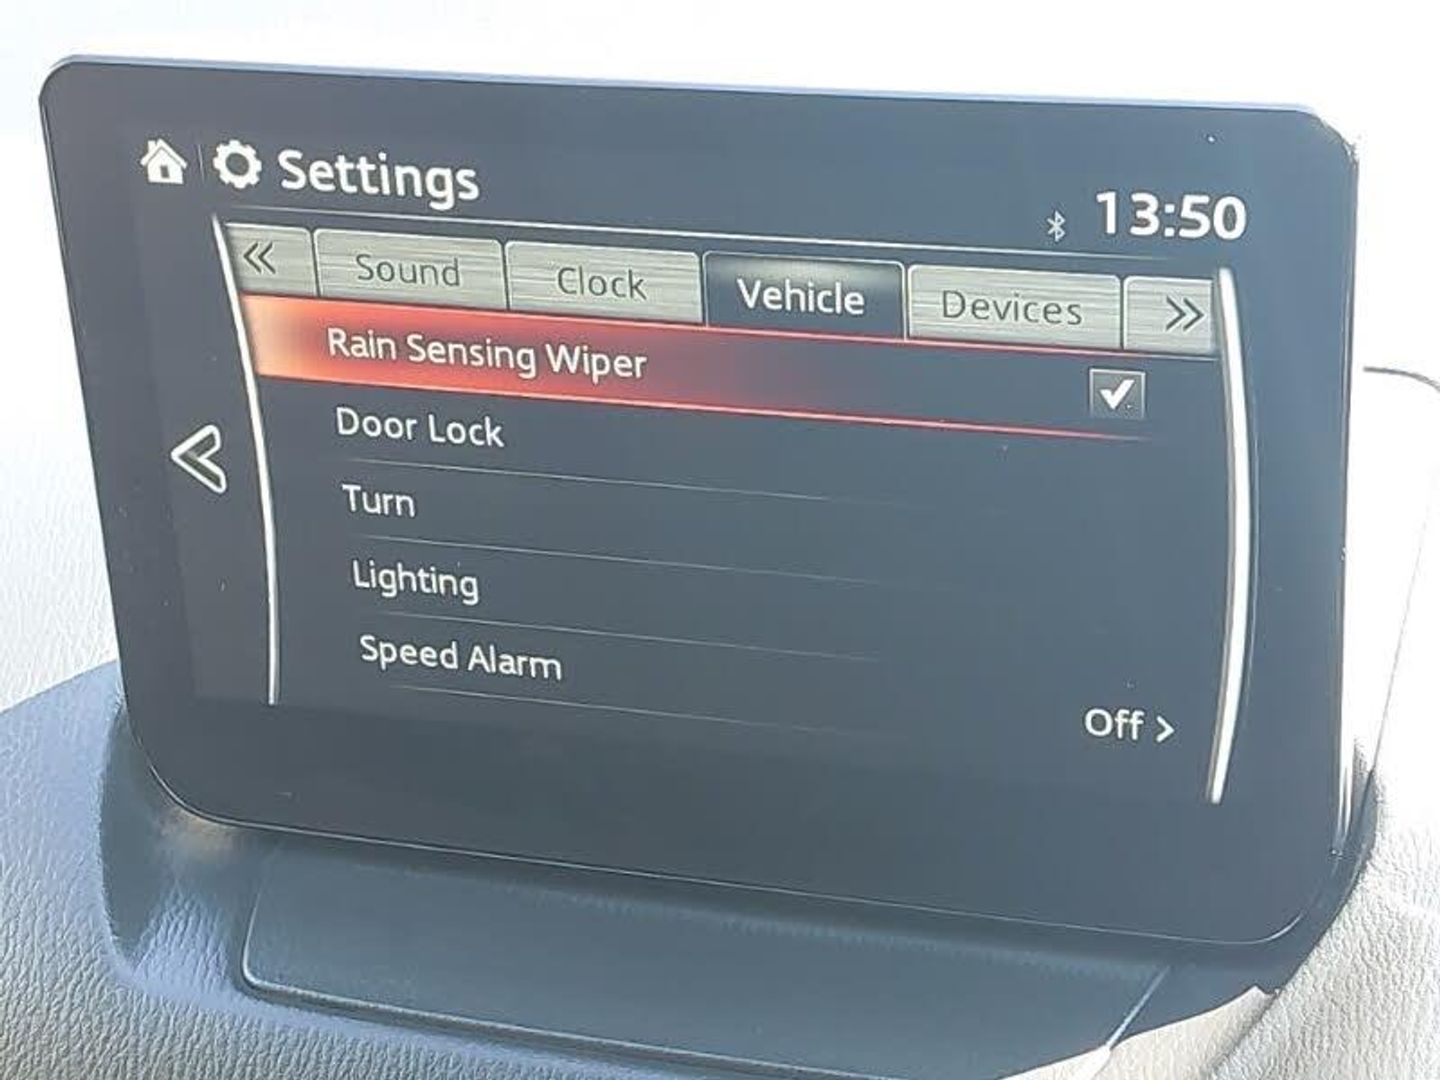 Settings
13:50
« Sound Clock Vehicle Devices »
Rain Sensing Wiper
Door Lock
Turn
Lighting
Speed Alarm
Off >